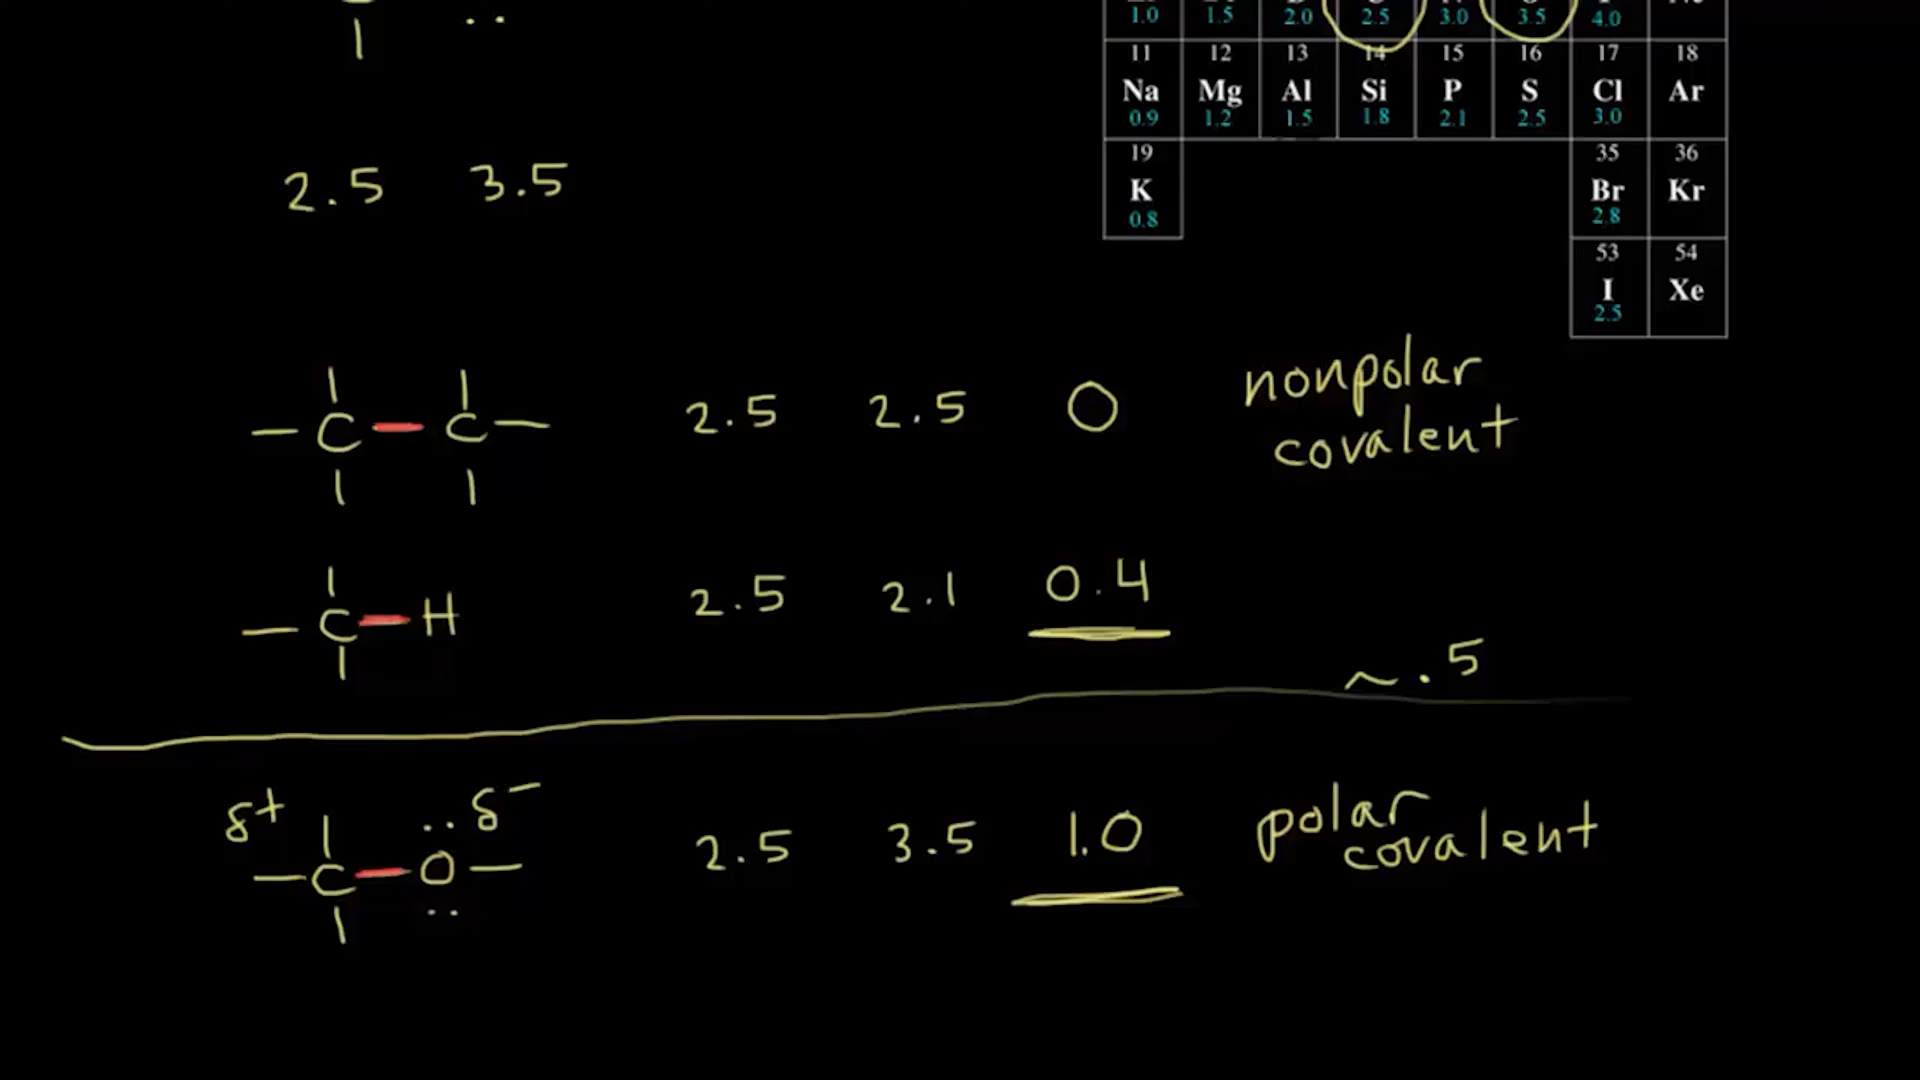 1.0 1.5 2.0 2.5 3.0 3.5 4.0
11 12 13 14 15 16 17 18
Na Mg Al Si P S Cl Ar
0.9 1.2 1.5 1.8 2.1 2.5 3.0
2.5 3.5
19 35 36
K Br Kr
0.8 2.8
53 54
I Xe
2.5
– C – C – 2.5 2.5 0 nonpolar
covalent
– C – H 2.5 2.1 0.4
~ .5
δ+ δ–
– C – O – 2.5 3.5 1.0 polar
covalent